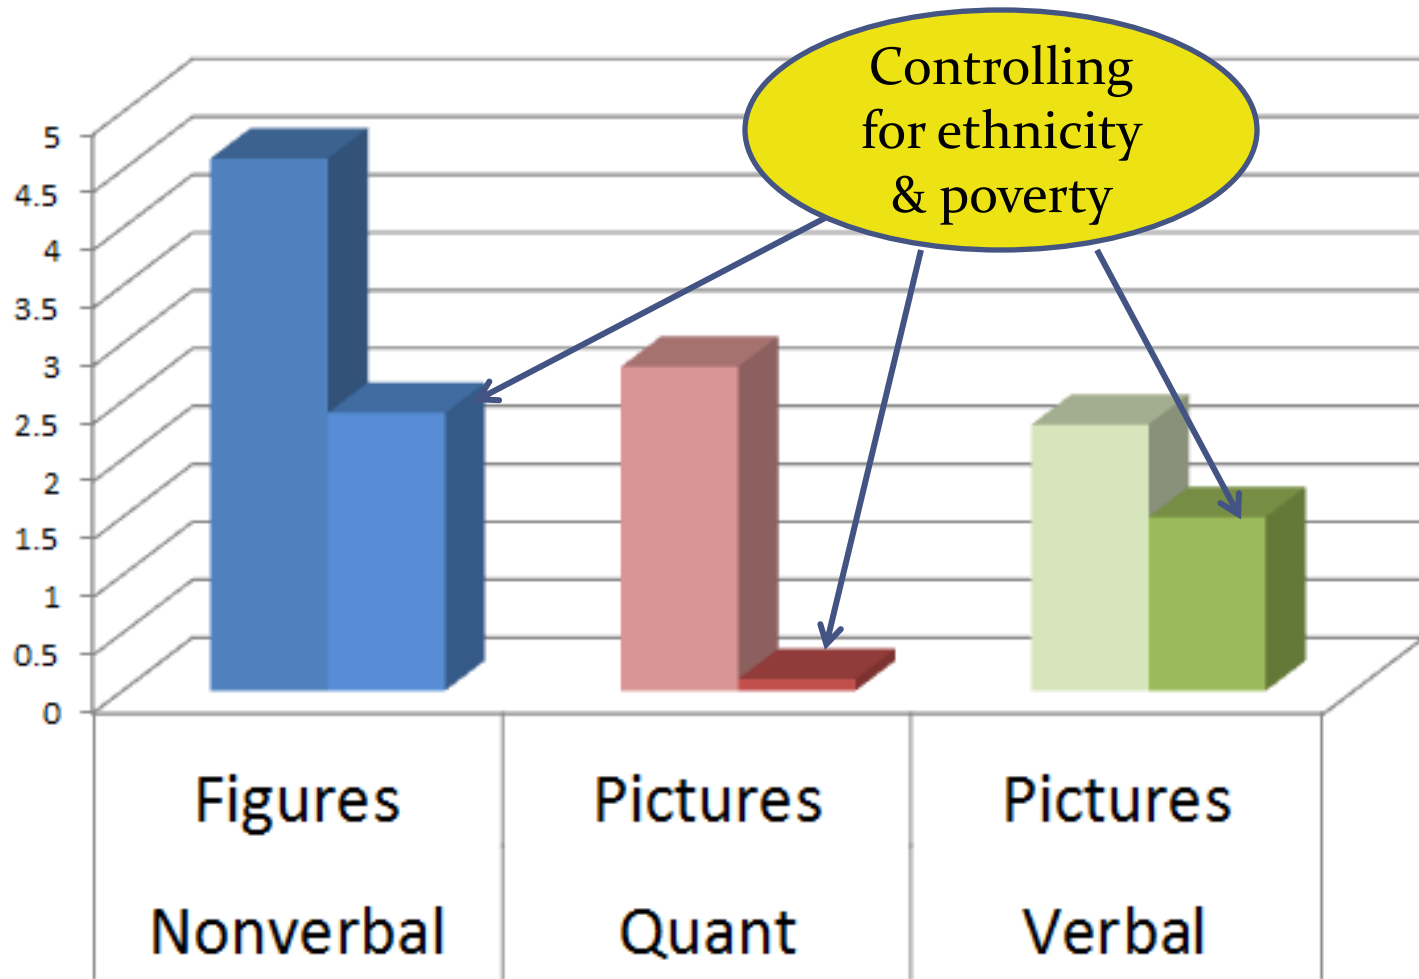 Controlling
for ethnicity
& poverty
5
4.5
4
3.5
3
2.5
2
1.5
1
0.5
0
Figures Pictures Pictures
Nonverbal Quant Verbal